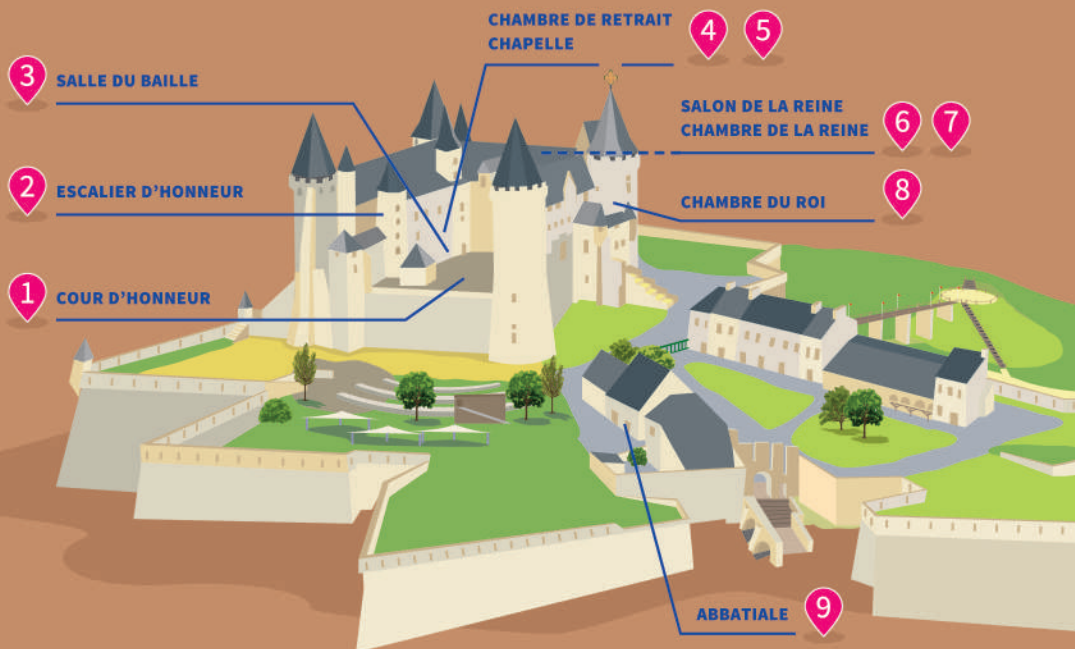 CHAMBRE DE RETRAIT
CHAPELLE
4 5
3 SALLE DU BAILLE
SALON DE LA REINE
CHAMBRE DE LA REINE
6 7
2 ESCALIER D'HONNEUR
CHAMBRE DU ROI 8
1 COUR D'HONNEUR
ABBATIALE 9